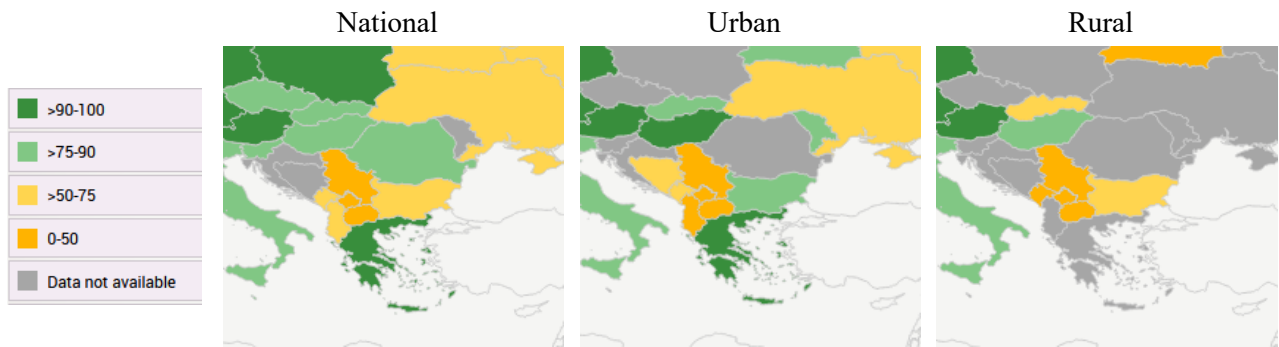 National
Urban
Rural
>90-100
>75-90
>50-75
0-50
Data not available